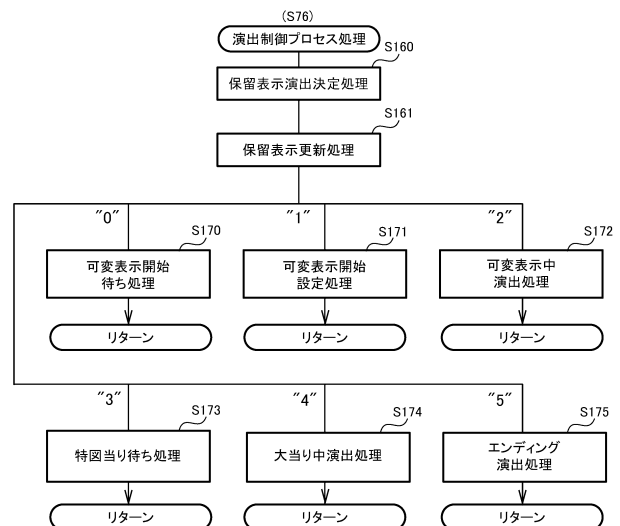 (S76)
演出制御プロセス処理
S160
保留表示演出決定処理
S161
保留表示更新処理
"0"
"1"
"2"
S170
S171
S172
可変表示開始
待ち処理
可変表示開始
設定処理
可変表示中
演出処理
リターン
リターン
リターン
"3"
"4"
"5"
S173
S174
S175
特図当り待ち処理
大当り中演出処理
エンディング
演出処理
リターン
リターン
リターン